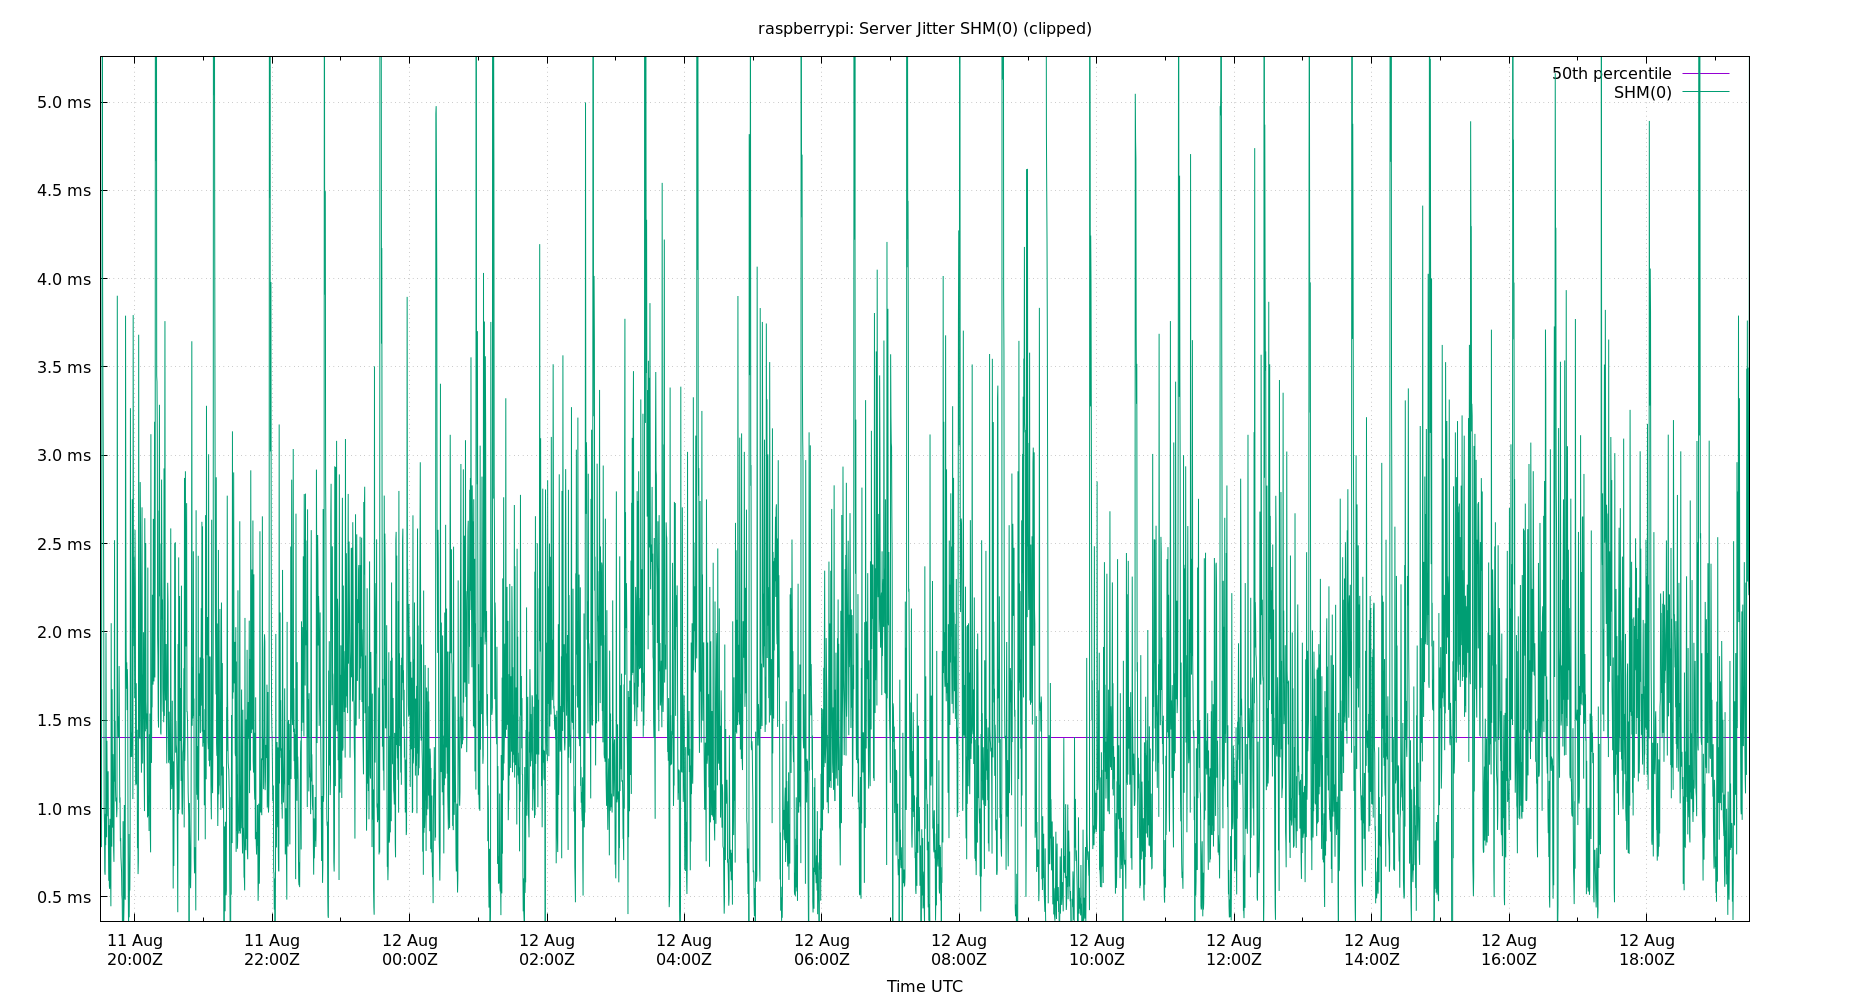 raspberrypi: Server Jitter SHM(0) (clipped)
50th percentile
SHM(0)
5.0 ms
4.5 ms
4.0 ms
3.5 ms
3.0 ms
2.5 ms
2.0 ms
1.5 ms
1.0 ms
0.5 ms
11 Aug 11 Aug 12 Aug 12 Aug 12 Aug 12 Aug 12 Aug 12 Aug 12 Aug 12 Aug 12 Aug 12 Aug
20:00Z 22:00Z 00:00Z 02:00Z 04:00Z 06:00Z 08:00Z 10:00Z 12:00Z 14:00Z 16:00Z 18:00Z
Time UTC